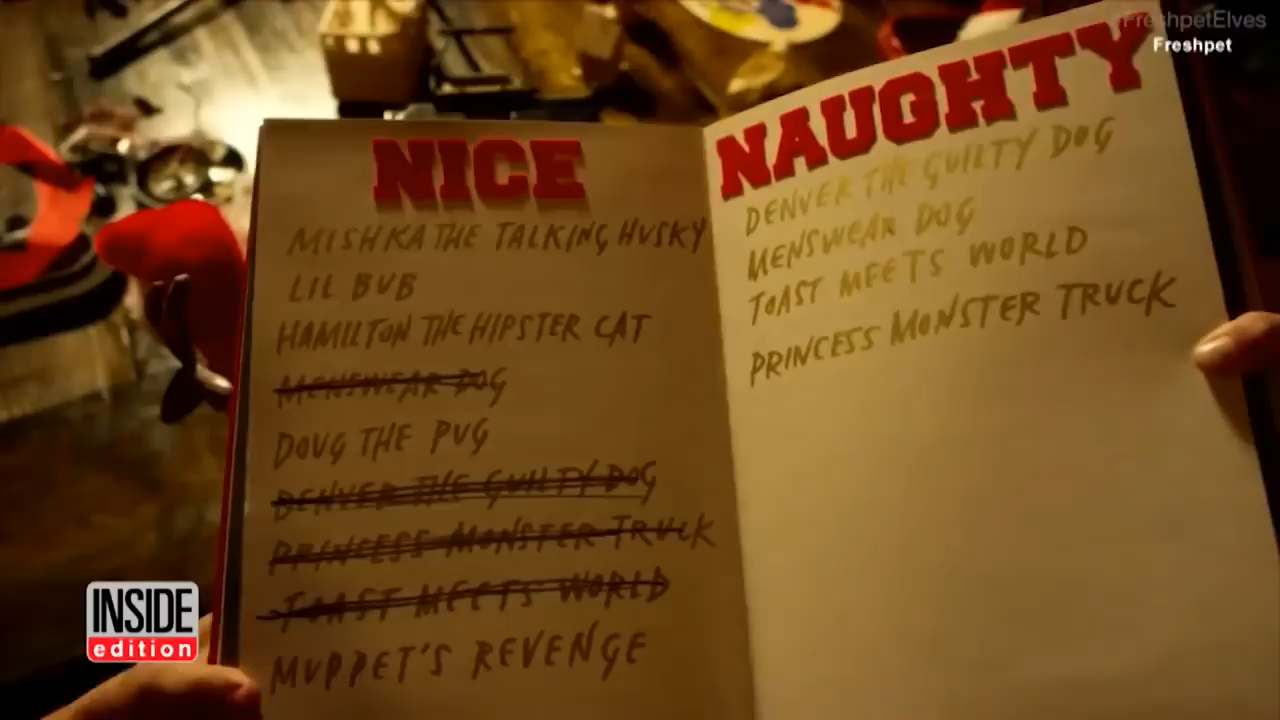 FreshpetElves
Freshpet
NICE
MISHKA THE TALKING HUSKY
LIL BUB
HAMILTON THE HIPSTER CAT
MENSWEAR DOG
DOUG THE PUG
DENVER THE GUILTY DOG
PRINCESS MONSTER TRUCK
TOAST MEETS WORLD
MUPPET'S REVENGE
NAUGHTY
DENVER THE GUILTY DOG
MENSWEAR DOG
TOAST MEETS WORLD
PRINCESS MONSTER TRUCK
INSIDE
edition